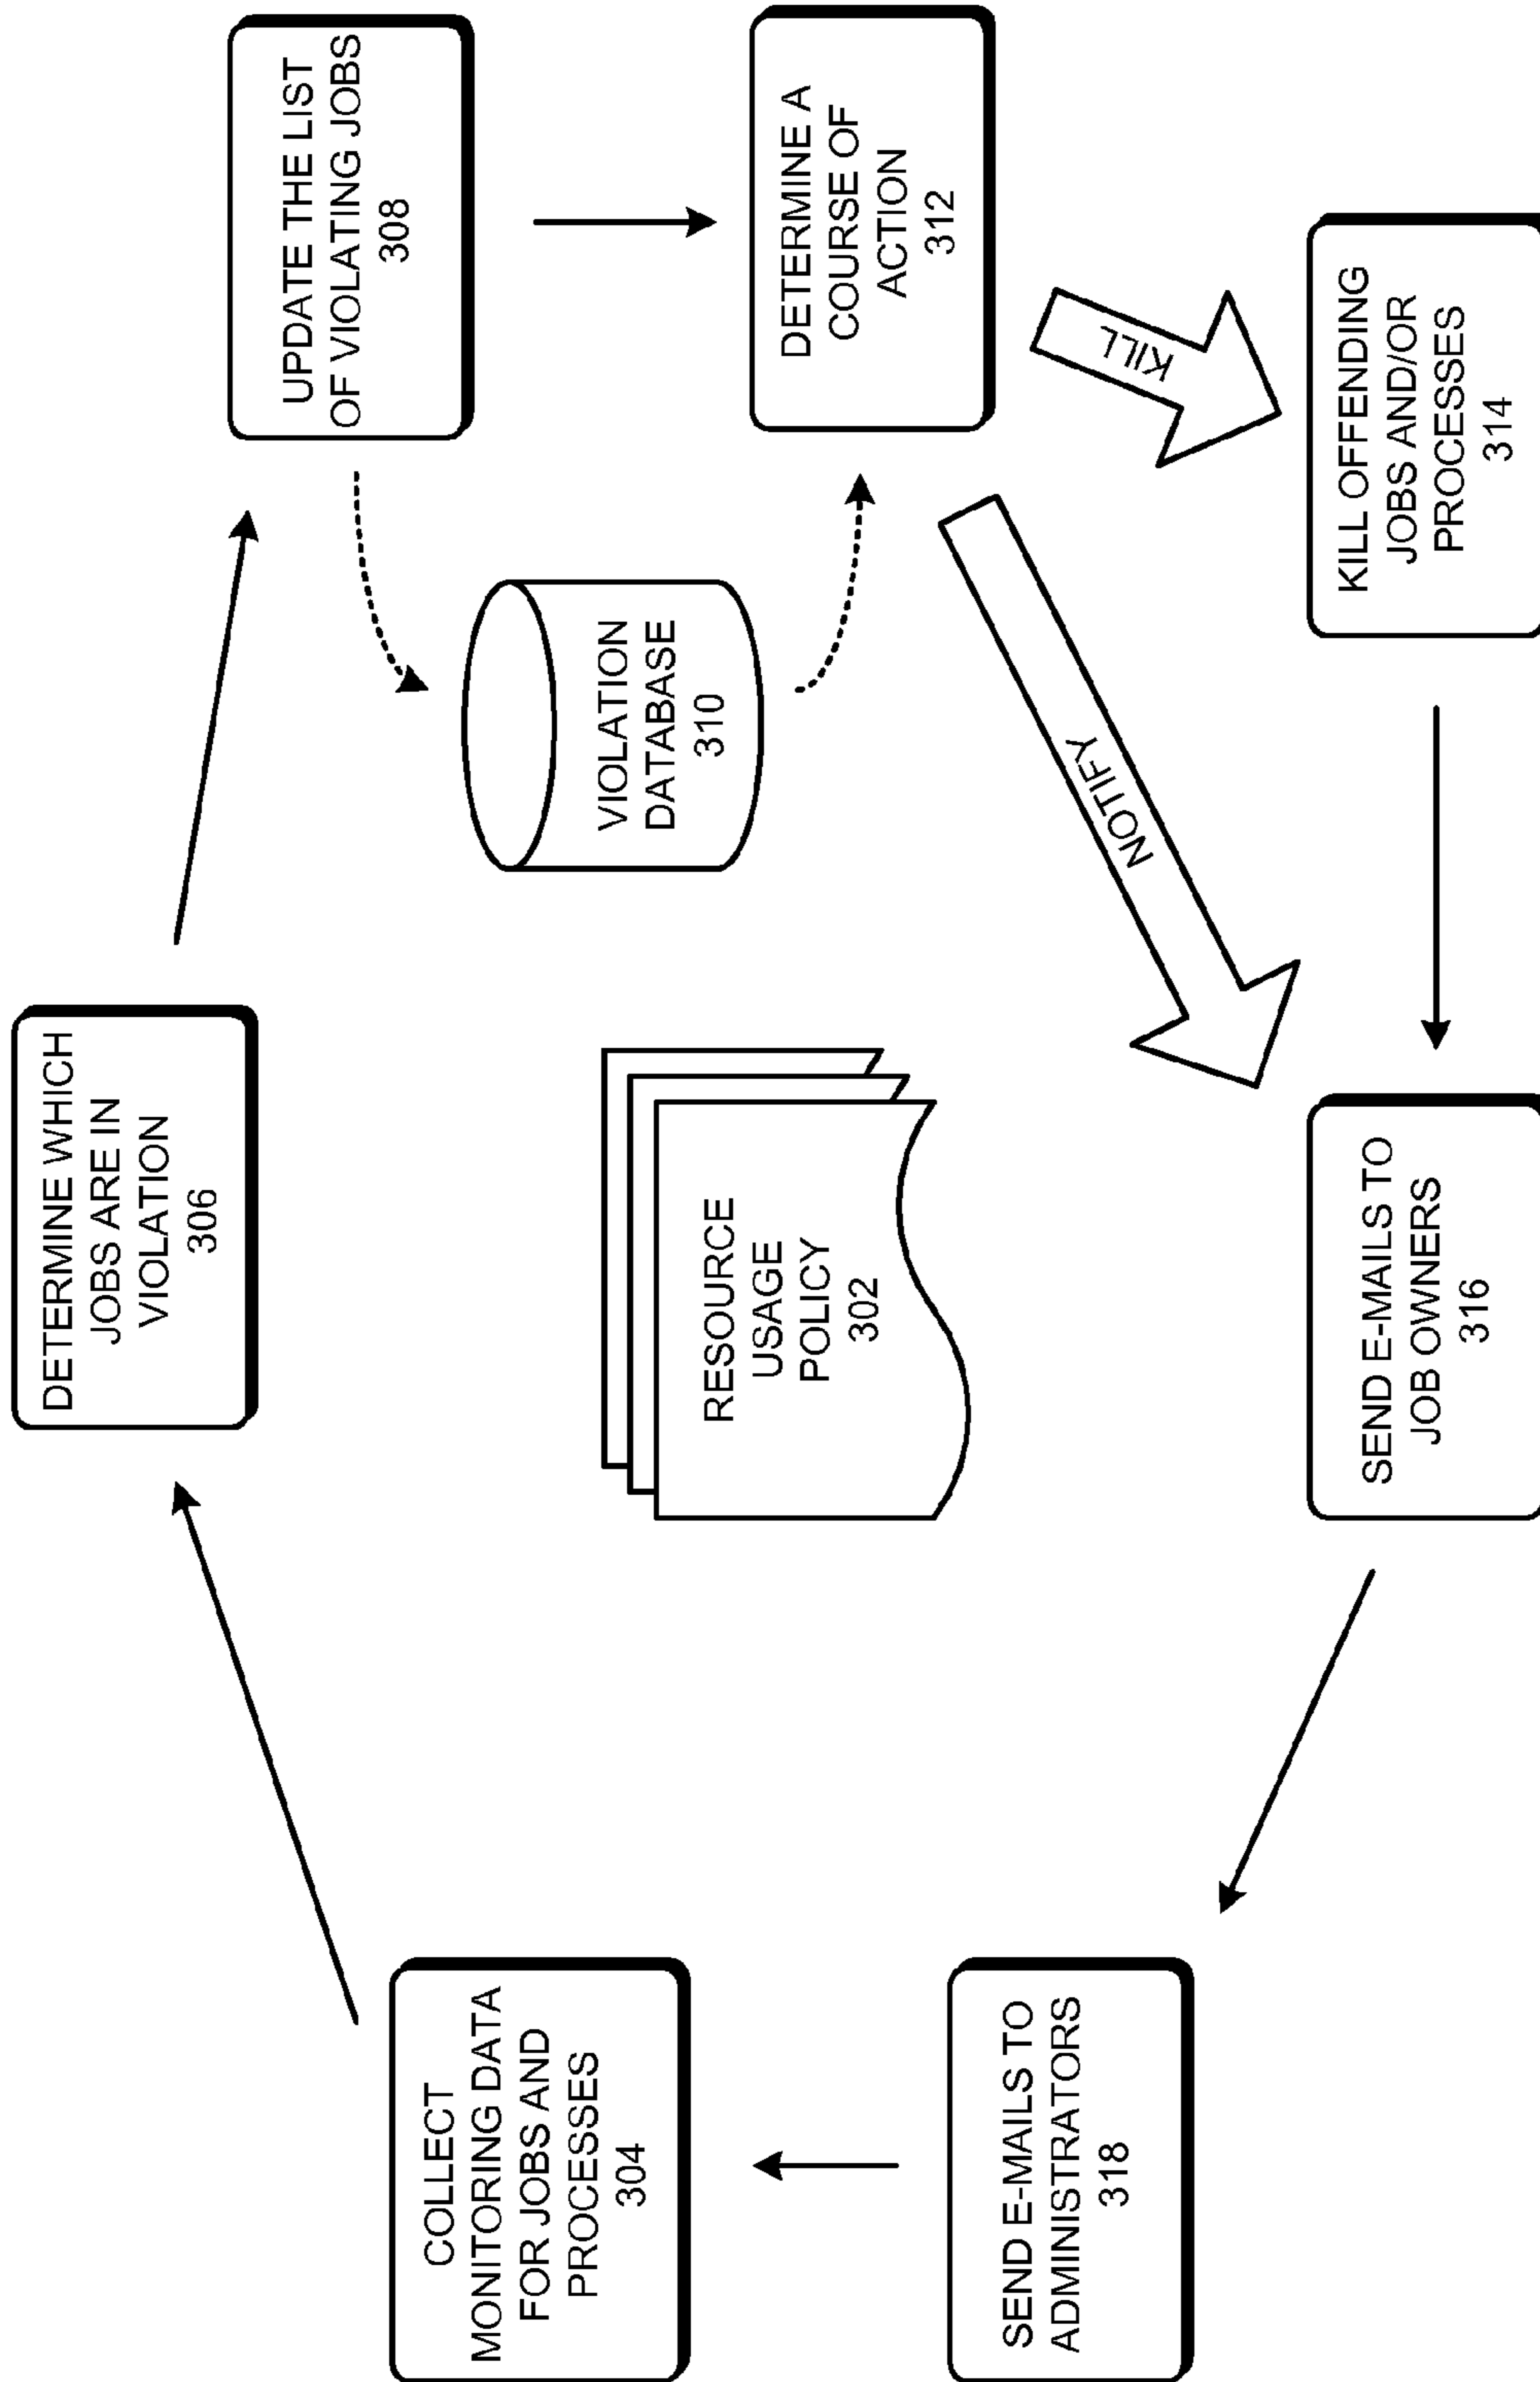 COLLECT
MONITORING DATA
FOR JOBS AND
PROCESSES
304
DETERMINE WHICH
JOBS ARE IN
VIOLATION
306
UPDATE THE LIST
OF VIOLATING JOBS
308
VIOLATION
DATABASE
310
DETERMINE A
COURSE OF
ACTION
312
RESOURCE
USAGE
POLICY
302
NOTIFY
KILL
SEND E-MAILS TO
ADMINISTRATORS
318
SEND E-MAILS TO
JOB OWNERS
316
KILL OFFENDING
JOBS AND/OR
PROCESSES
314